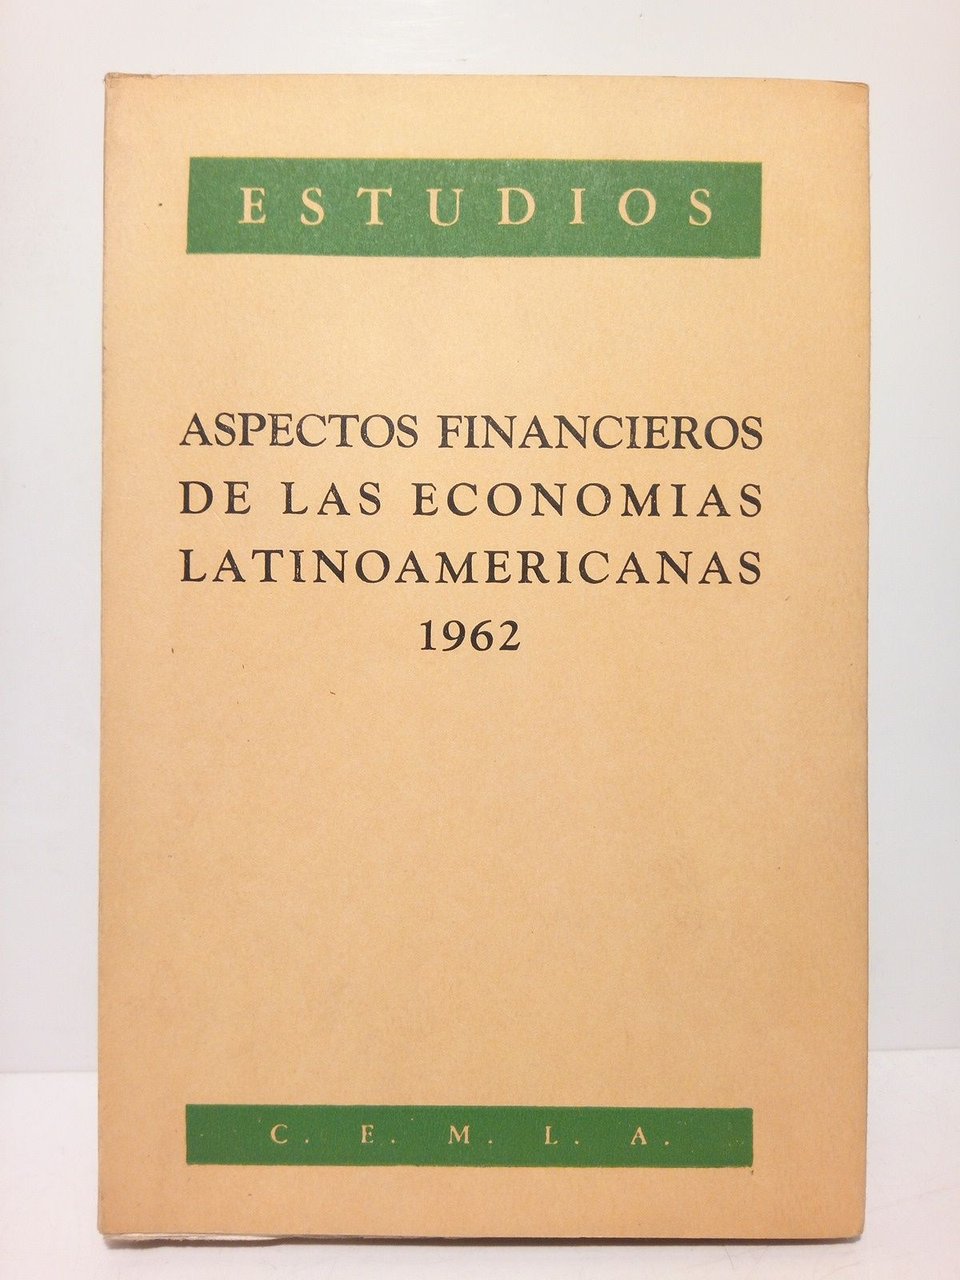 ESTUDIOS
ASPECTOS FINANCIEROS
DE LAS ECONOMIAS
LATINOAMERICANAS
1962
C. E. M. L. A.